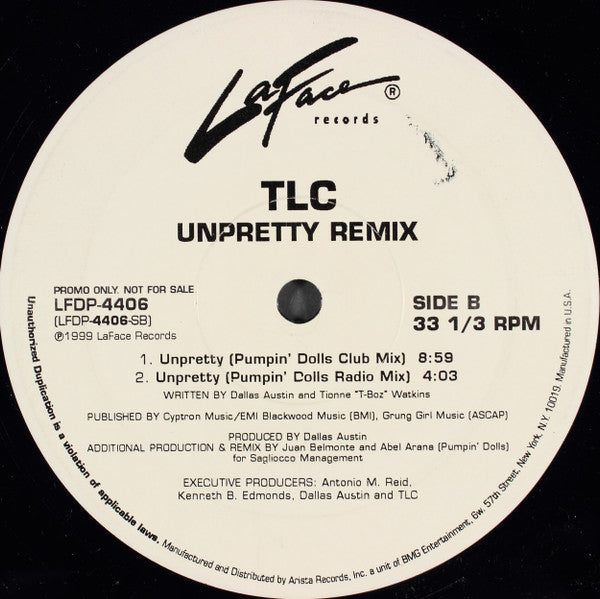 LaFace ®
records
TLC
UNPRETTY REMIX
PROMO ONLY. NOT FOR SALE
LFDP-4406
(LFDP-4406-SB)
℗1999 LaFace Records
SIDE B
33 1/3 RPM
1. Unpretty (Pumpin' Dolls Club Mix) 8:59
2. Unpretty (Pumpin' Dolls Radio Mix) 4:03
WRITTEN BY Dallas Austin and Tionne "T-Boz" Watkins
PUBLISHED BY Cyptron Music/EMI Blackwood Music (BMI), Grung Girl Music (ASCAP)
PRODUCED BY Dallas Austin
ADDITIONAL PRODUCTION & REMIX BY Juan Belmonte and Abel Arana (Pumpin' Dolls)
for Sagliocco Management
EXECUTIVE PRODUCERS: Antonio M. Reid,
Kenneth B. Edmonds, Dallas Austin and TLC
Unauthorized Duplication is a violation of applicable laws. Manufactured and Distributed by Arista Records, Inc. a unit of BMG Entertainment, 6w. 57th Street, New York, N.Y. 10019. Manufactured in U.S.A.